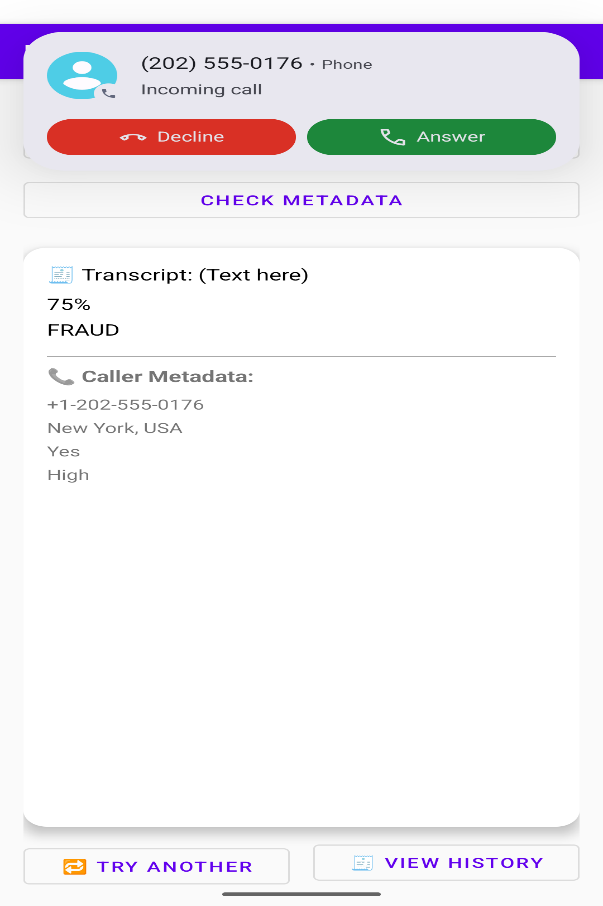 (202) 555-0176 • Phone
Incoming call
Decline
Answer
CHECK METADATA
🧾 Transcript: (Text here)
75%
FRAUD
📞 Caller Metadata:
+1-202-555-0176
New York, USA
Yes
High
🔁 TRY ANOTHER
🧾 VIEW HISTORY